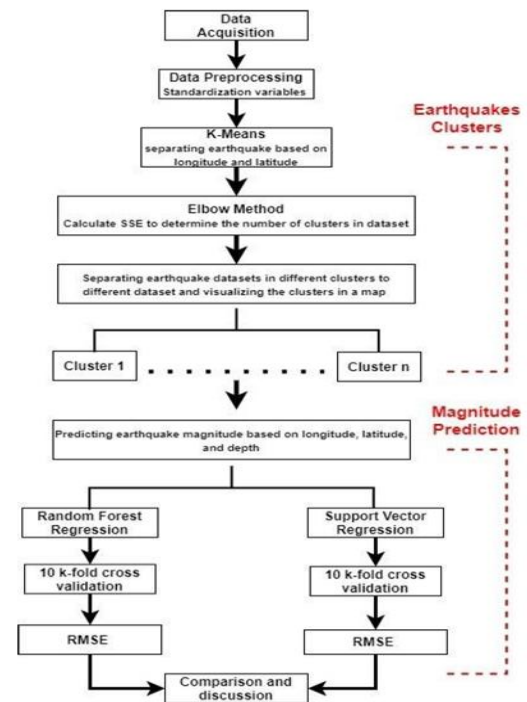 Data
Acquisition
Data Preprocessing
Standardization variables
Earthquakes
Clusters
K-Means
separating earthquake based on
longitude and latitude
Elbow Method
Calculate SSE to determine the number of clusters in dataset
Separating earthquake datasets in different clusters to
different dataset and visualizing the clusters in a map
Cluster 1
Cluster n
Magnitude
Prediction
Predicting earthquake magnitude based on longitude, latitude,
and depth
Random Forest
Regression
Support Vector
Regression
10 k-fold cross
validation
10 k-fold cross
validation
RMSE
RMSE
Comparison and
discussion